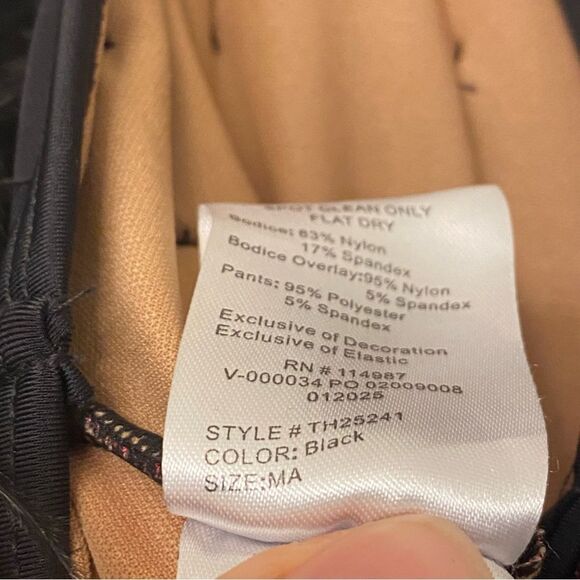 SPOT CLEAN ONLY
FLAT DRY
Bodice: 83% Nylon
17% Spandex
Bodice Overlay:95% Nylon
5% Spandex
Pants: 95% Polyester
5% Spandex
Exclusive of Decoration
Exclusive of Elastic
RN # 114987
V-000034 PO 02009008
012025
STYLE # TH25241
COLOR: Black
SIZE:MA